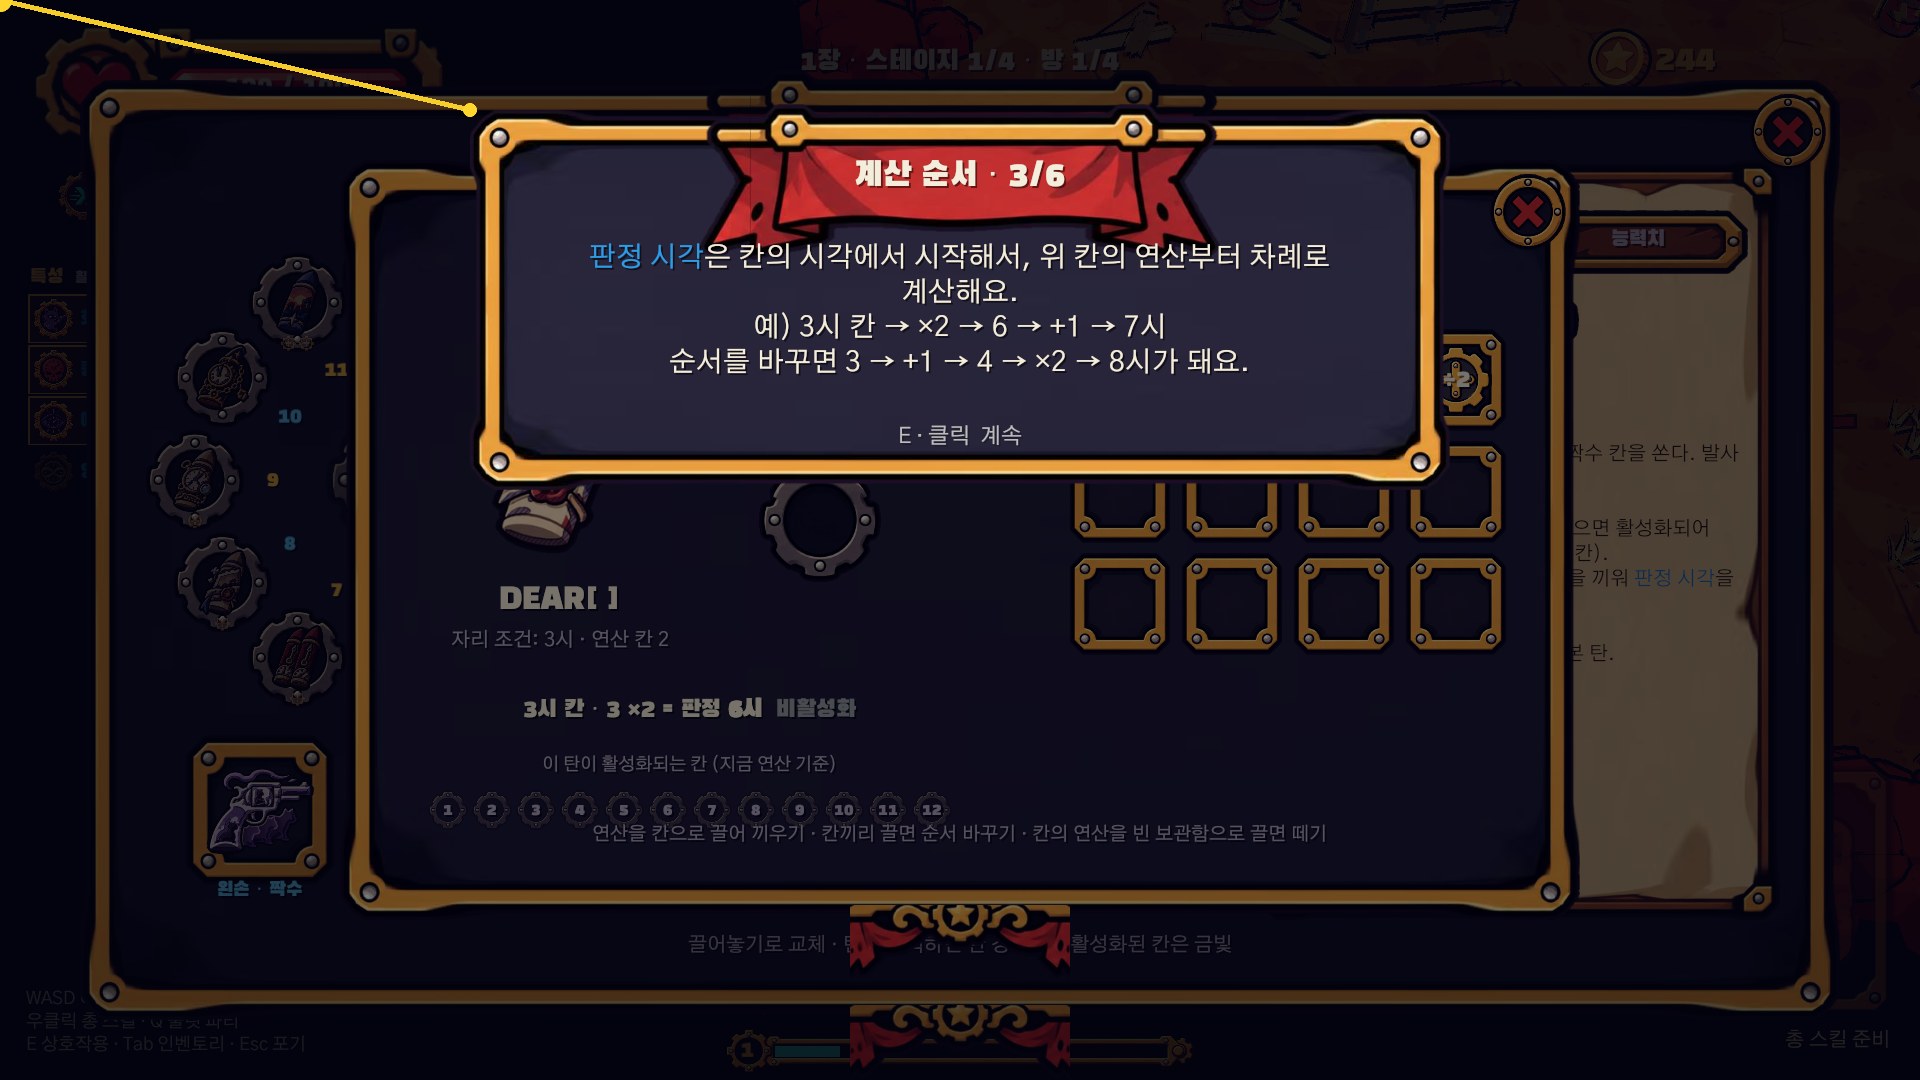 1장 · 스테이지 1/4 · 방 1/4
244
계산 순서 · 3/6
판정 시각은 칸의 시각에서 시작해서, 위 칸의 연산부터 차례로
계산해요.
예) 3시 칸 → ×2 → 6 → +1 → 7시
순서를 바꾸면 3 → +1 → 4 → ×2 → 8시가 돼요.
E · 클릭 계속
능력치
특성
11
10
9
8
7
÷2
짝수 칸을 쏜다. 발사
으면 활성화되어
칸).
을 끼워 판정 시각을
본 탄.
DEAR[ ]
자리 조건: 3시 · 연산 칸 2
3시 칸 · 3 ×2 = 판정 6시 비활성화
이 탄이 활성화되는 칸 (지금 연산 기준)
1 2 3 4 5 6 7 8 9 10 11 12
연산을 칸으로 끌어 끼우기 · 칸끼리 끌면 순서 바꾸기 · 칸의 연산을 빈 보관함으로 끌면 떼기
왼손 · 짝수
끌어놓기로 교체 ·
활성화된 칸은 금빛
WASD
E 상호작용 · Tab 인벤토리 · Esc 포기
1
총 스킬 준비